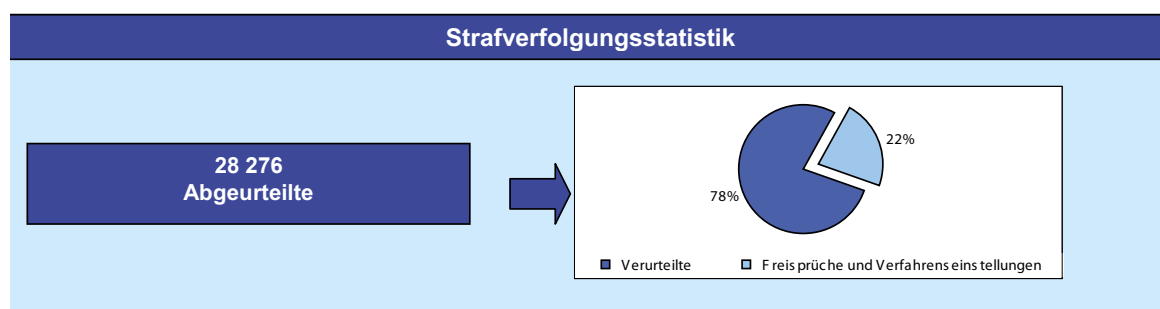 Strafverfolgungsstatistik
28 276
Abgeurteilte
22%
78%
Verurteilte
Freisprüche und Verfahrenseinstellungen